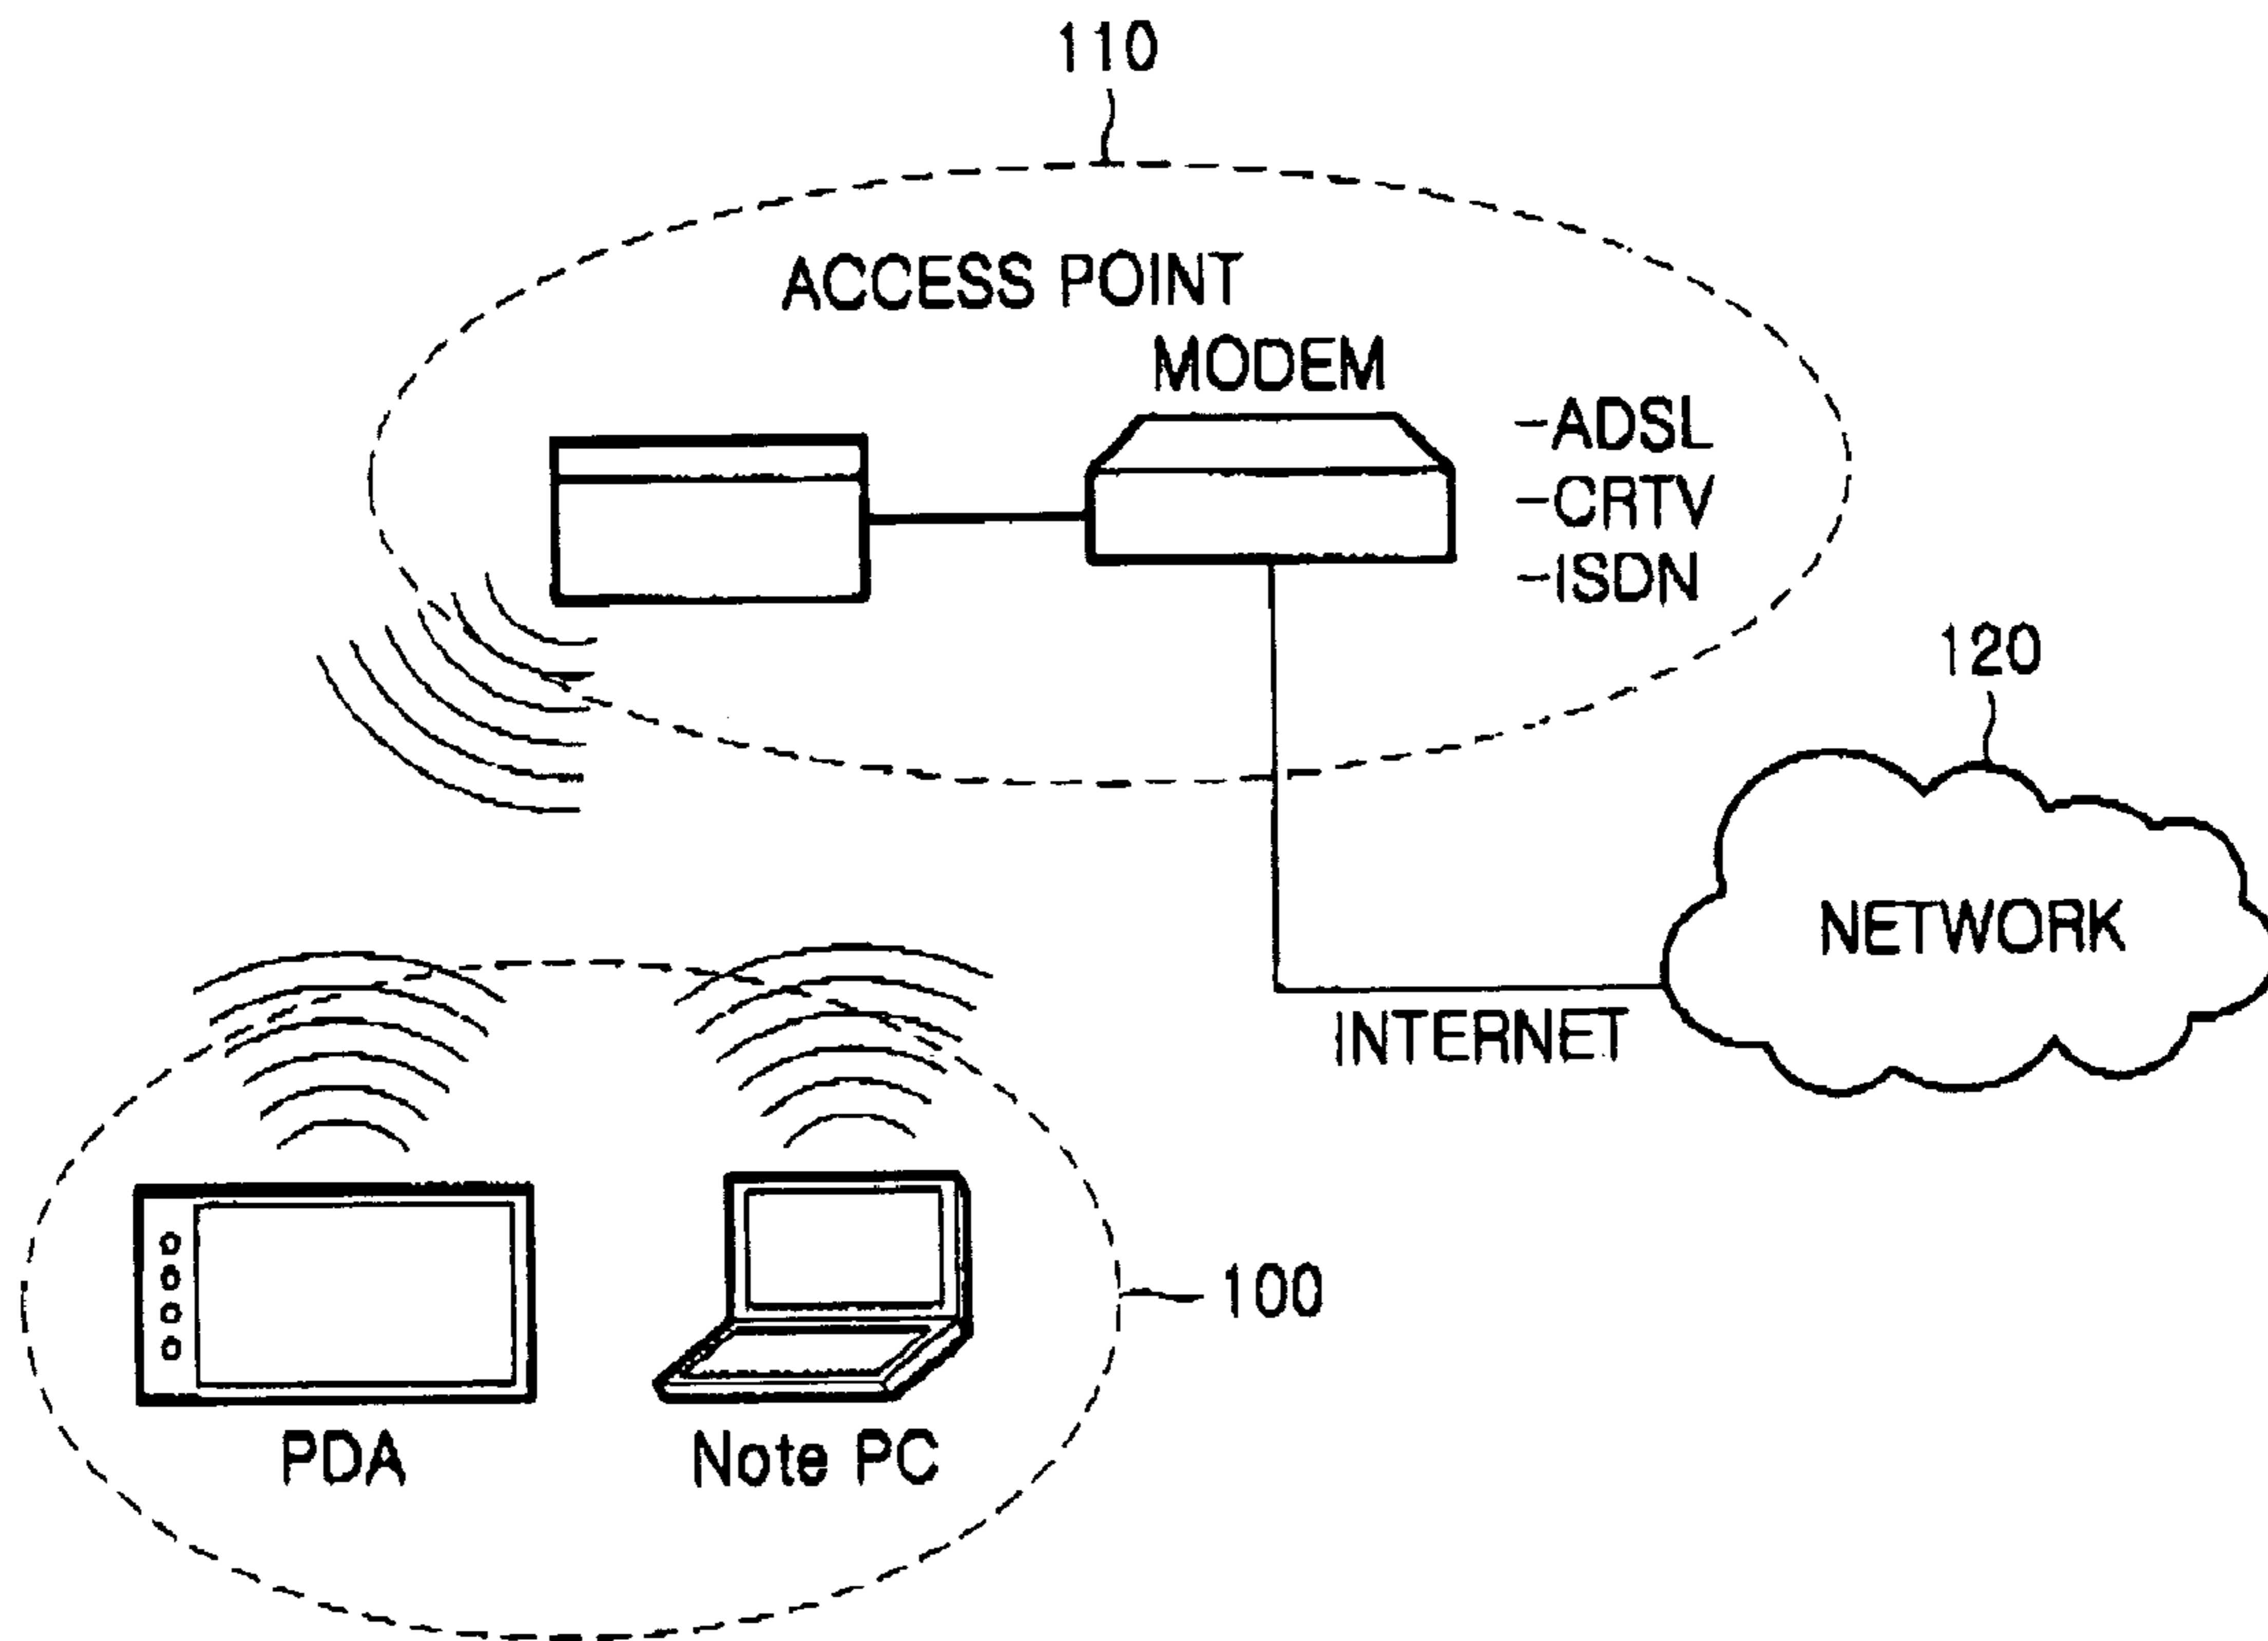 110
ACCESS POINT
MODEM
-ADSL
-CRTV
-ISDN
120
NETWORK
INTERNET
100
PDA
Note PC